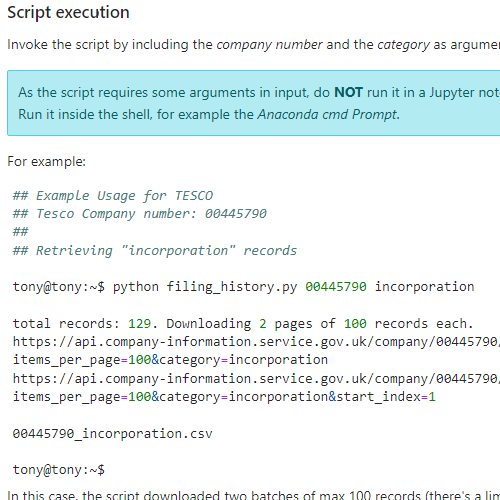 Script execution
Invoke the script by including the company number and the category as argume
As the script requires some arguments in input, do NOT run it in a Jupyter not
Run it inside the shell, for example the Anaconda cmd Prompt.
For example:
## Example Usage for TESCO
## Tesco Company number: 00445790
##
## Retrieving "incorporation" records
tony@tony:~$ python filing_history.py 00445790 incorporation
total records: 129. Downloading 2 pages of 100 records each.
https://api.company-information.service.gov.uk/company/00445790,
items_per_page=100&category=incorporation
https://api.company-information.service.gov.uk/company/00445790,
items_per_page=100&category=incorporation&start_index=1
00445790_incorporation.csv
tony@tony:~$
In this case, the script downloaded two batches of max 100 records (there's a lim